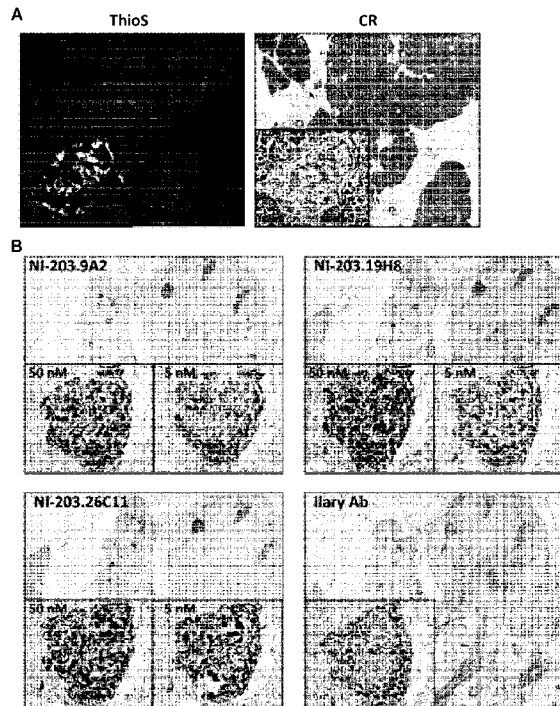 A
ThioS
CR
B
NI-203.9A2
50 nM
5 nM
NI-203.19H8
50 nM
5 nM
NI-203.26C11
50 nM
5 nM
IIary Ab